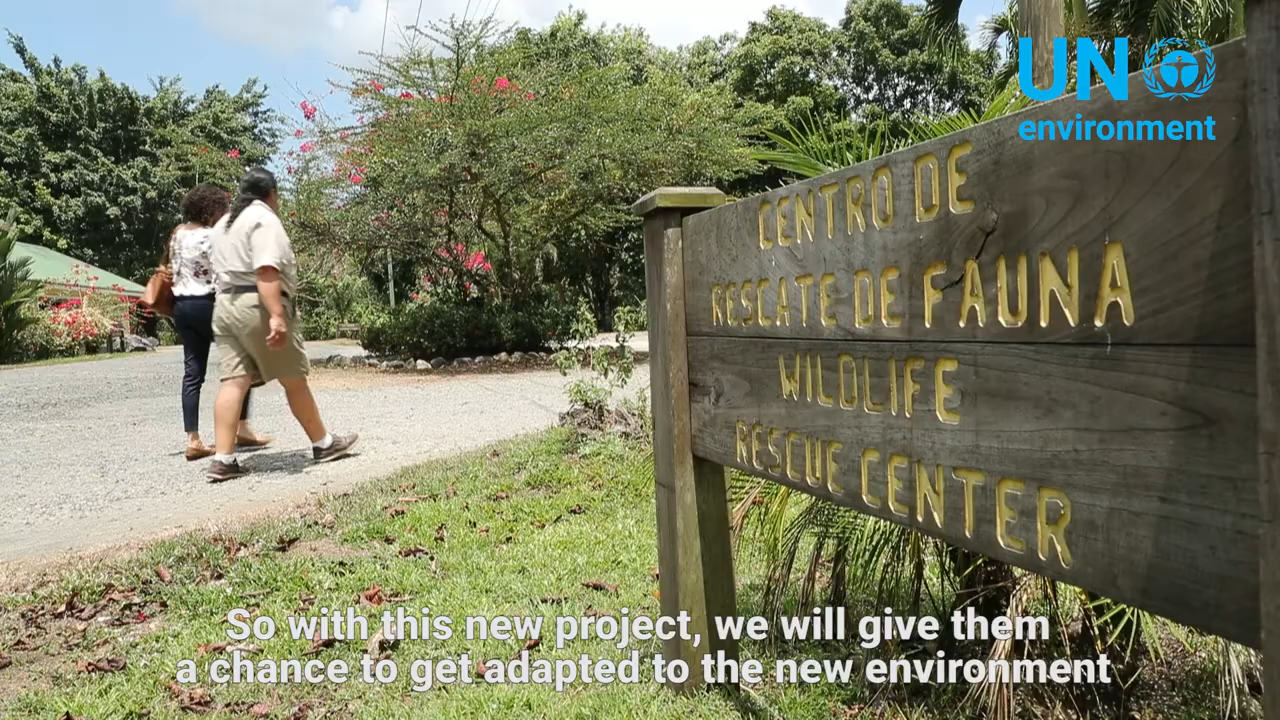 UN
environment
CENTRO DE
RESCATE DE FAUNA
WILDLIFE
RESCUE CENTER
So with this new project, we will give them
a chance to get adapted to the new environment